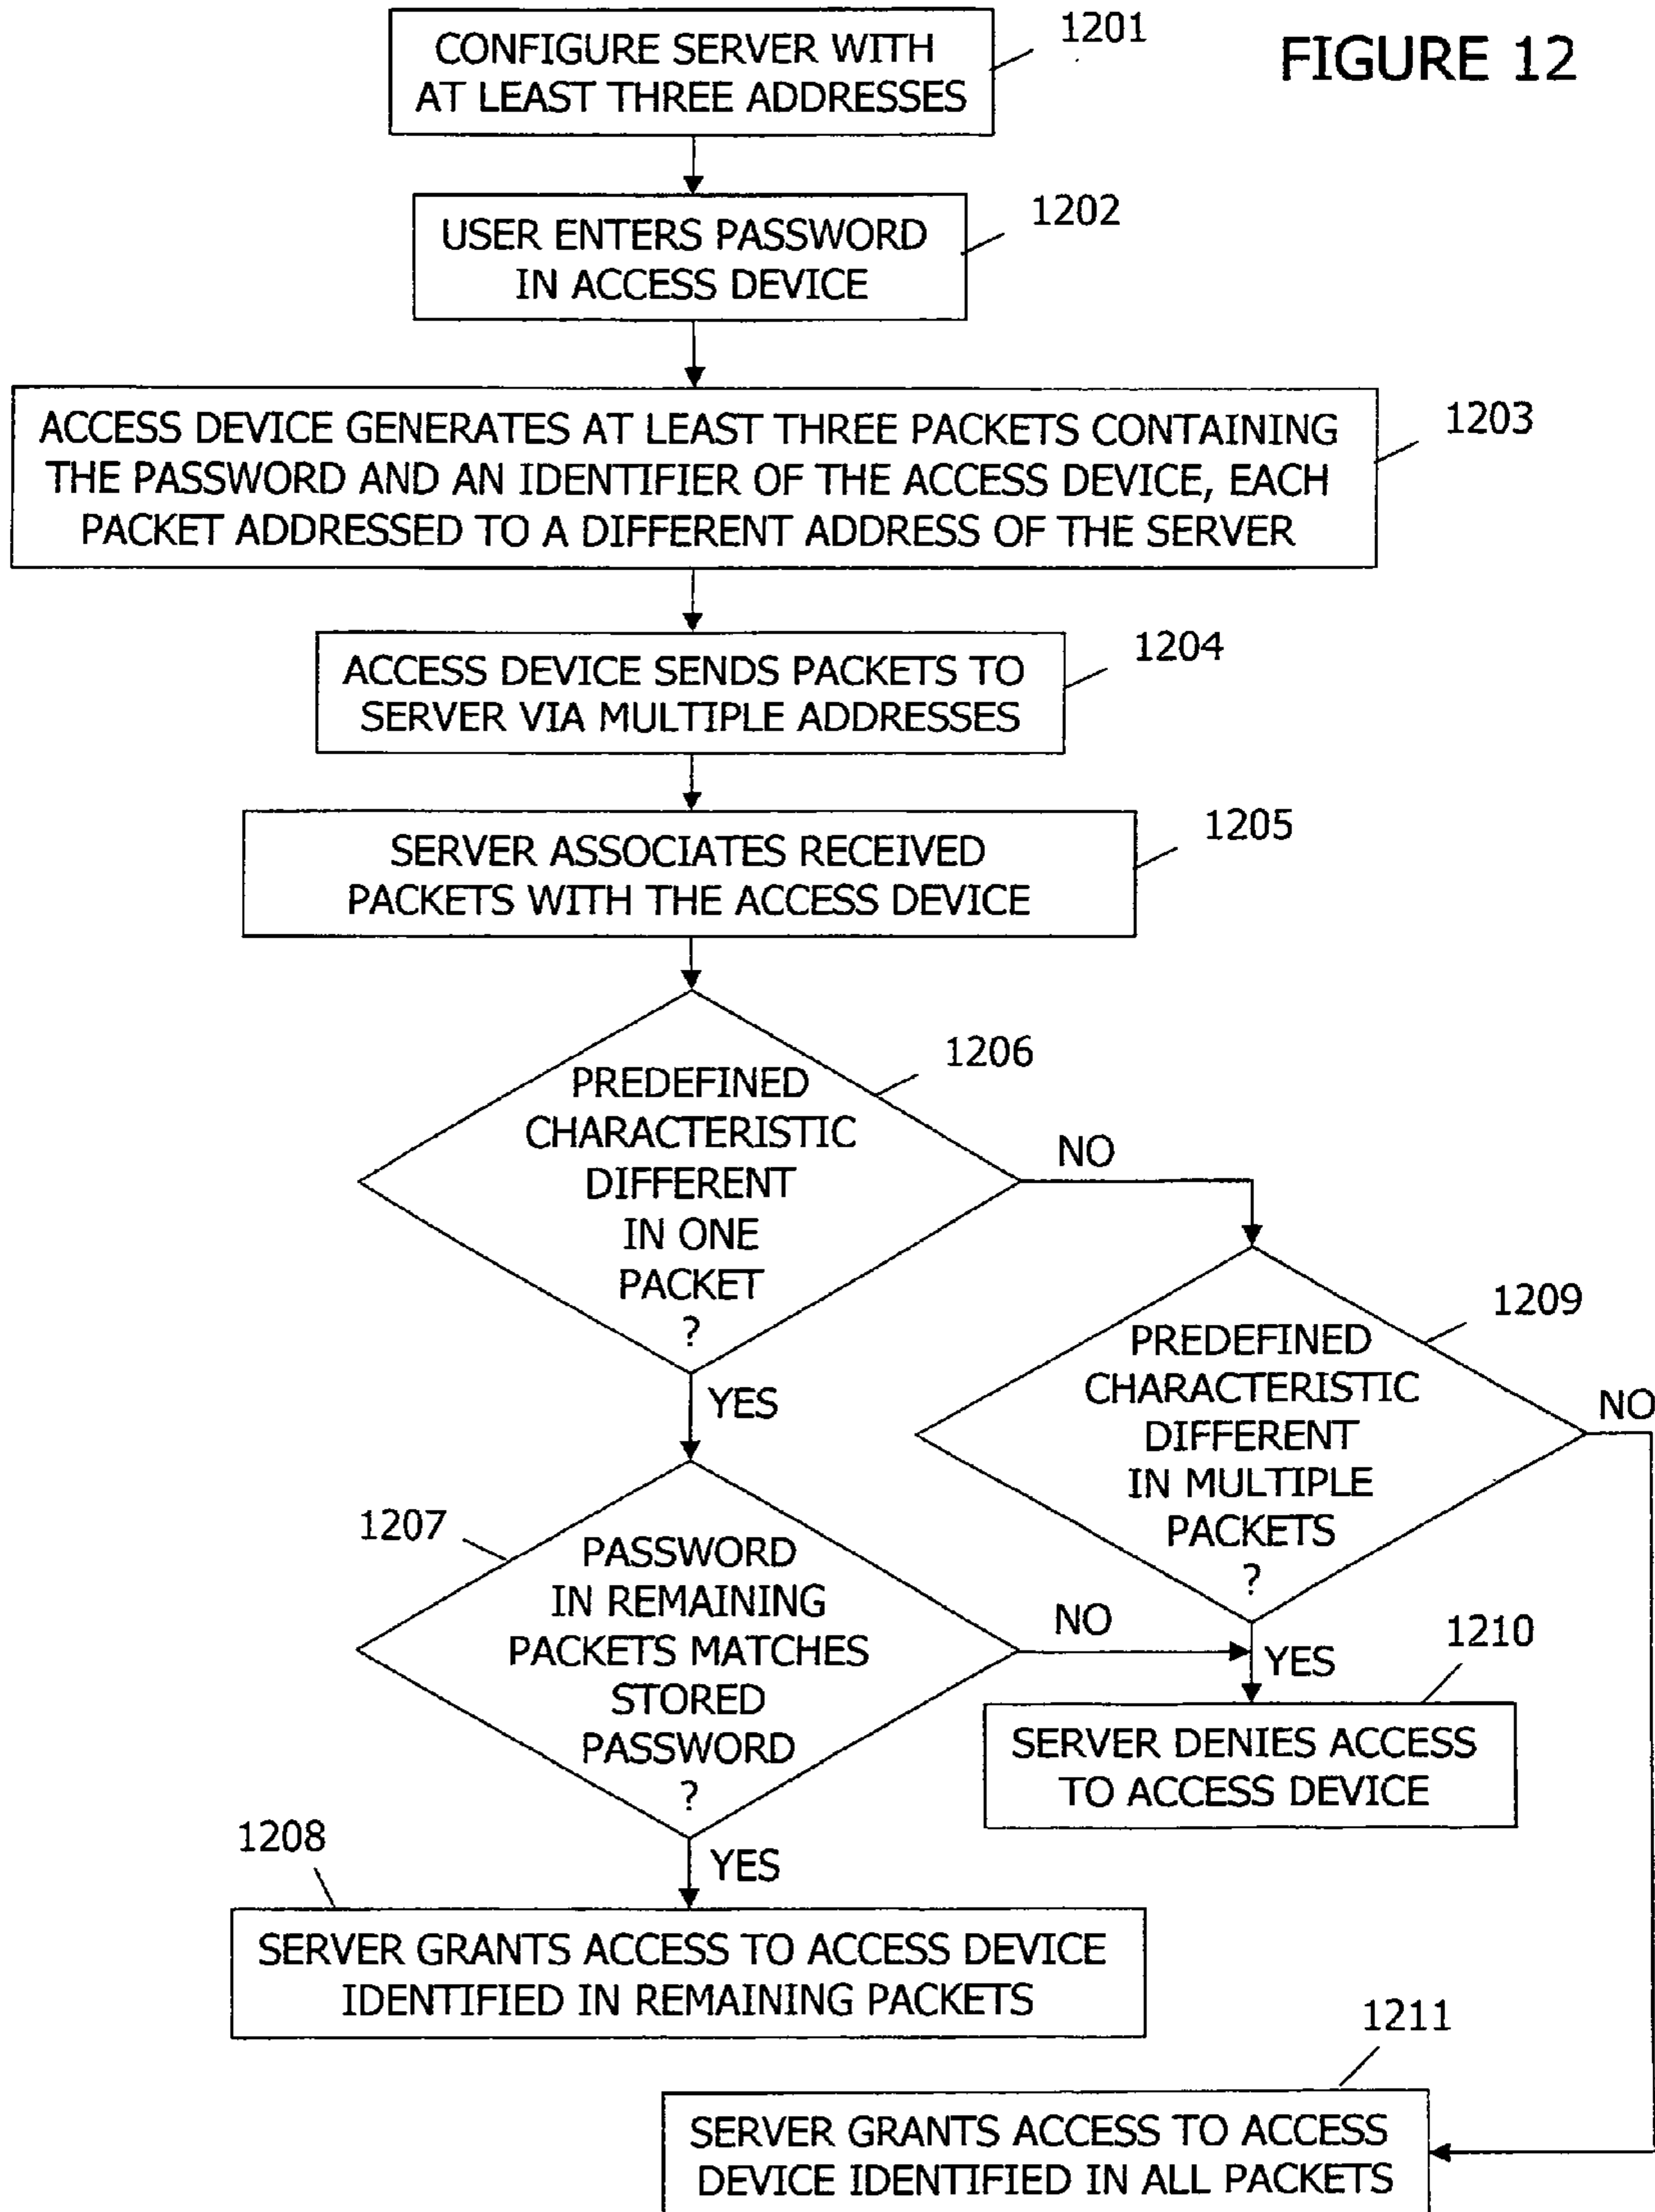 FIGURE 12
1201
CONFIGURE SERVER WITH
AT LEAST THREE ADDRESSES
1202
USER ENTERS PASSWORD
IN ACCESS DEVICE
1203
ACCESS DEVICE GENERATES AT LEAST THREE PACKETS CONTAINING
THE PASSWORD AND AN IDENTIFIER OF THE ACCESS DEVICE, EACH
PACKET ADDRESSED TO A DIFFERENT ADDRESS OF THE SERVER
1204
ACCESS DEVICE SENDS PACKETS TO
SERVER VIA MULTIPLE ADDRESSES
1205
SERVER ASSOCIATES RECEIVED
PACKETS WITH THE ACCESS DEVICE
1206
PREDEFINED
CHARACTERISTIC
DIFFERENT
IN ONE
PACKET
?
NO
YES
1209
PREDEFINED
CHARACTERISTIC
DIFFERENT
IN MULTIPLE
PACKETS
?
NO
YES
1207
PASSWORD
IN REMAINING
PACKETS MATCHES
STORED
PASSWORD
?
NO
YES
1210
SERVER DENIES ACCESS
TO ACCESS DEVICE
1208
SERVER GRANTS ACCESS TO ACCESS DEVICE
IDENTIFIED IN REMAINING PACKETS
1211
SERVER GRANTS ACCESS TO ACCESS
DEVICE IDENTIFIED IN ALL PACKETS